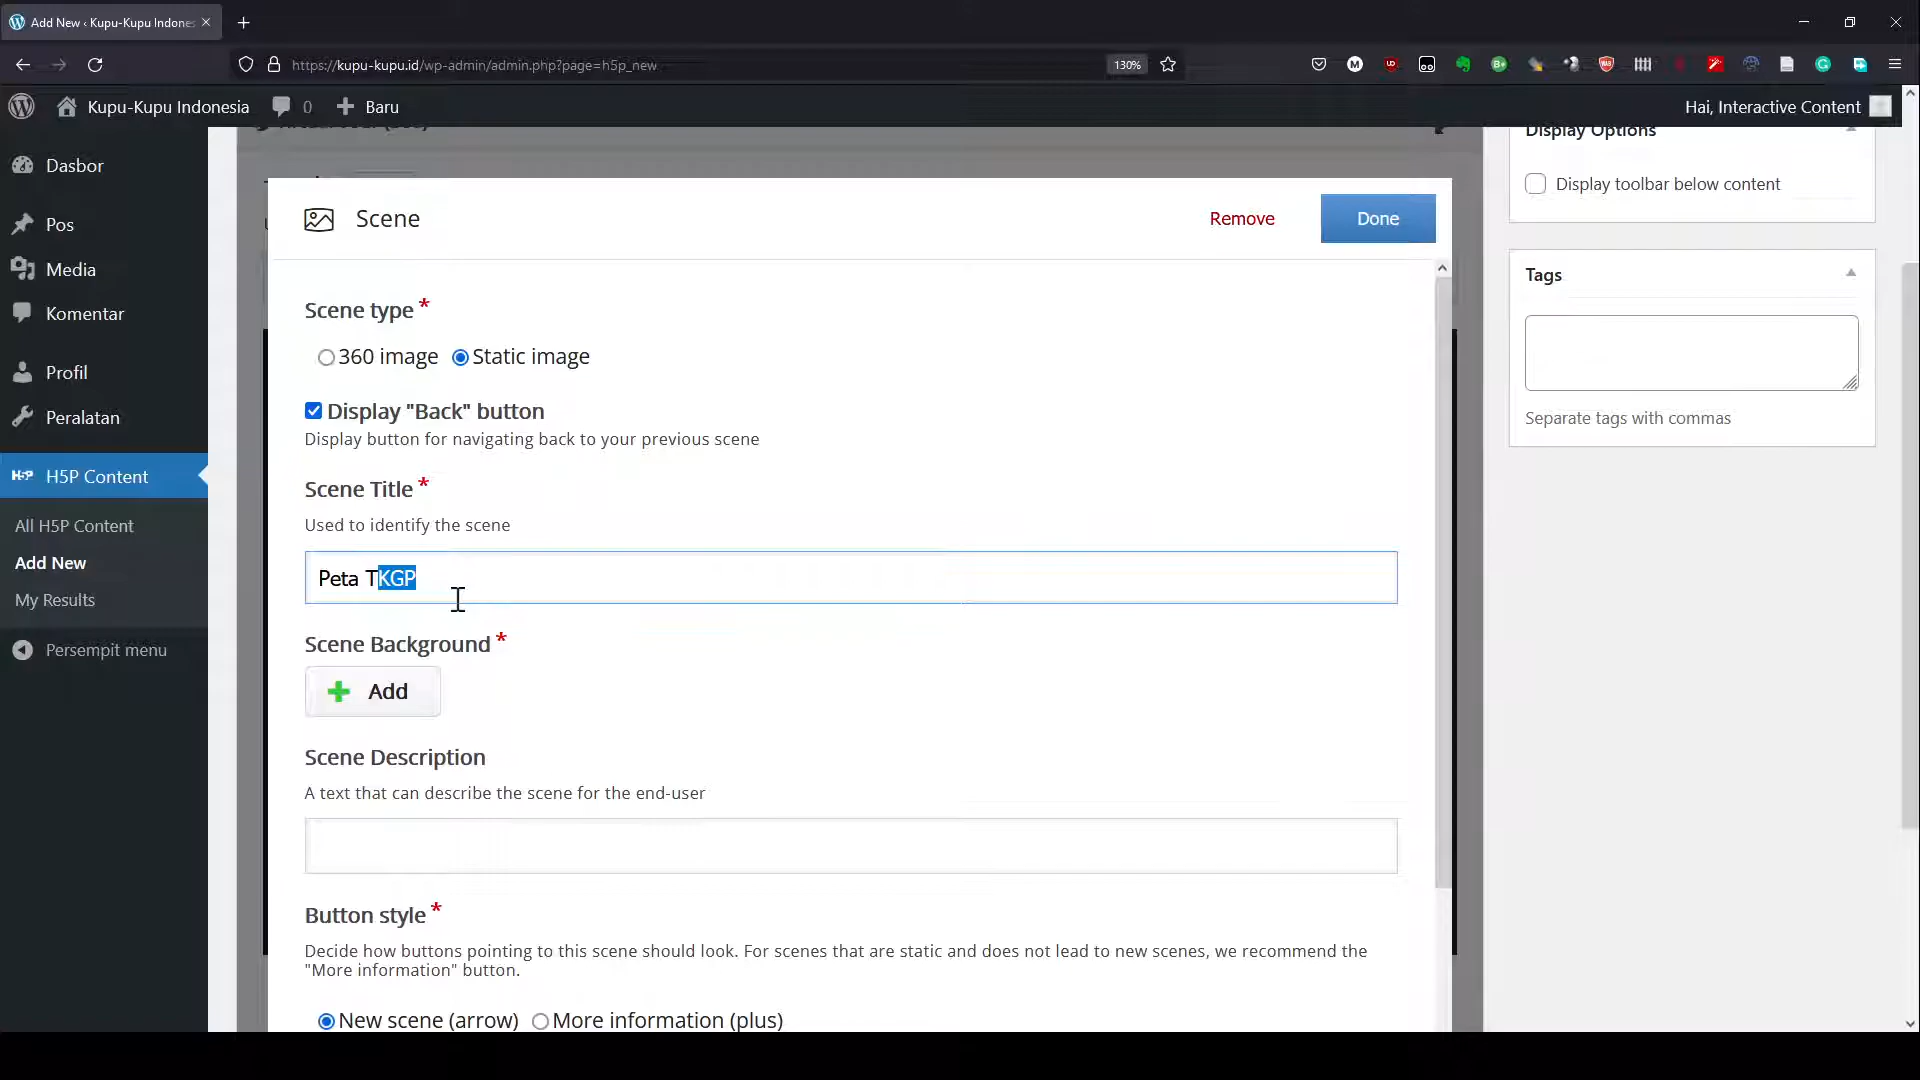 Add New ‹ Kupu-Kupu Indones
https://kupu-kupu.id/wp-admin/admin.php?page=h5p_new
130%
Kupu-Kupu Indonesia
0
Baru
Hai, Interactive Content
Dasbor
Pos
Media
Komentar
Profil
Peralatan
H5P Content
All H5P Content
Add New
My Results
Persempit menu
Scene
Remove
Done
Scene type *
360 image
Static image
Display "Back" button
Display button for navigating back to your previous scene
Scene Title *
Used to identify the scene
Peta TKGP
Scene Background *
Add
Scene Description
A text that can describe the scene for the end-user
Button style *
Decide how buttons pointing to this scene should look. For scenes that are static and does not lead to new scenes, we recommend the
"More information" button.
New scene (arrow)
More information (plus)
Display Options
Display toolbar below content
Tags
Separate tags with commas